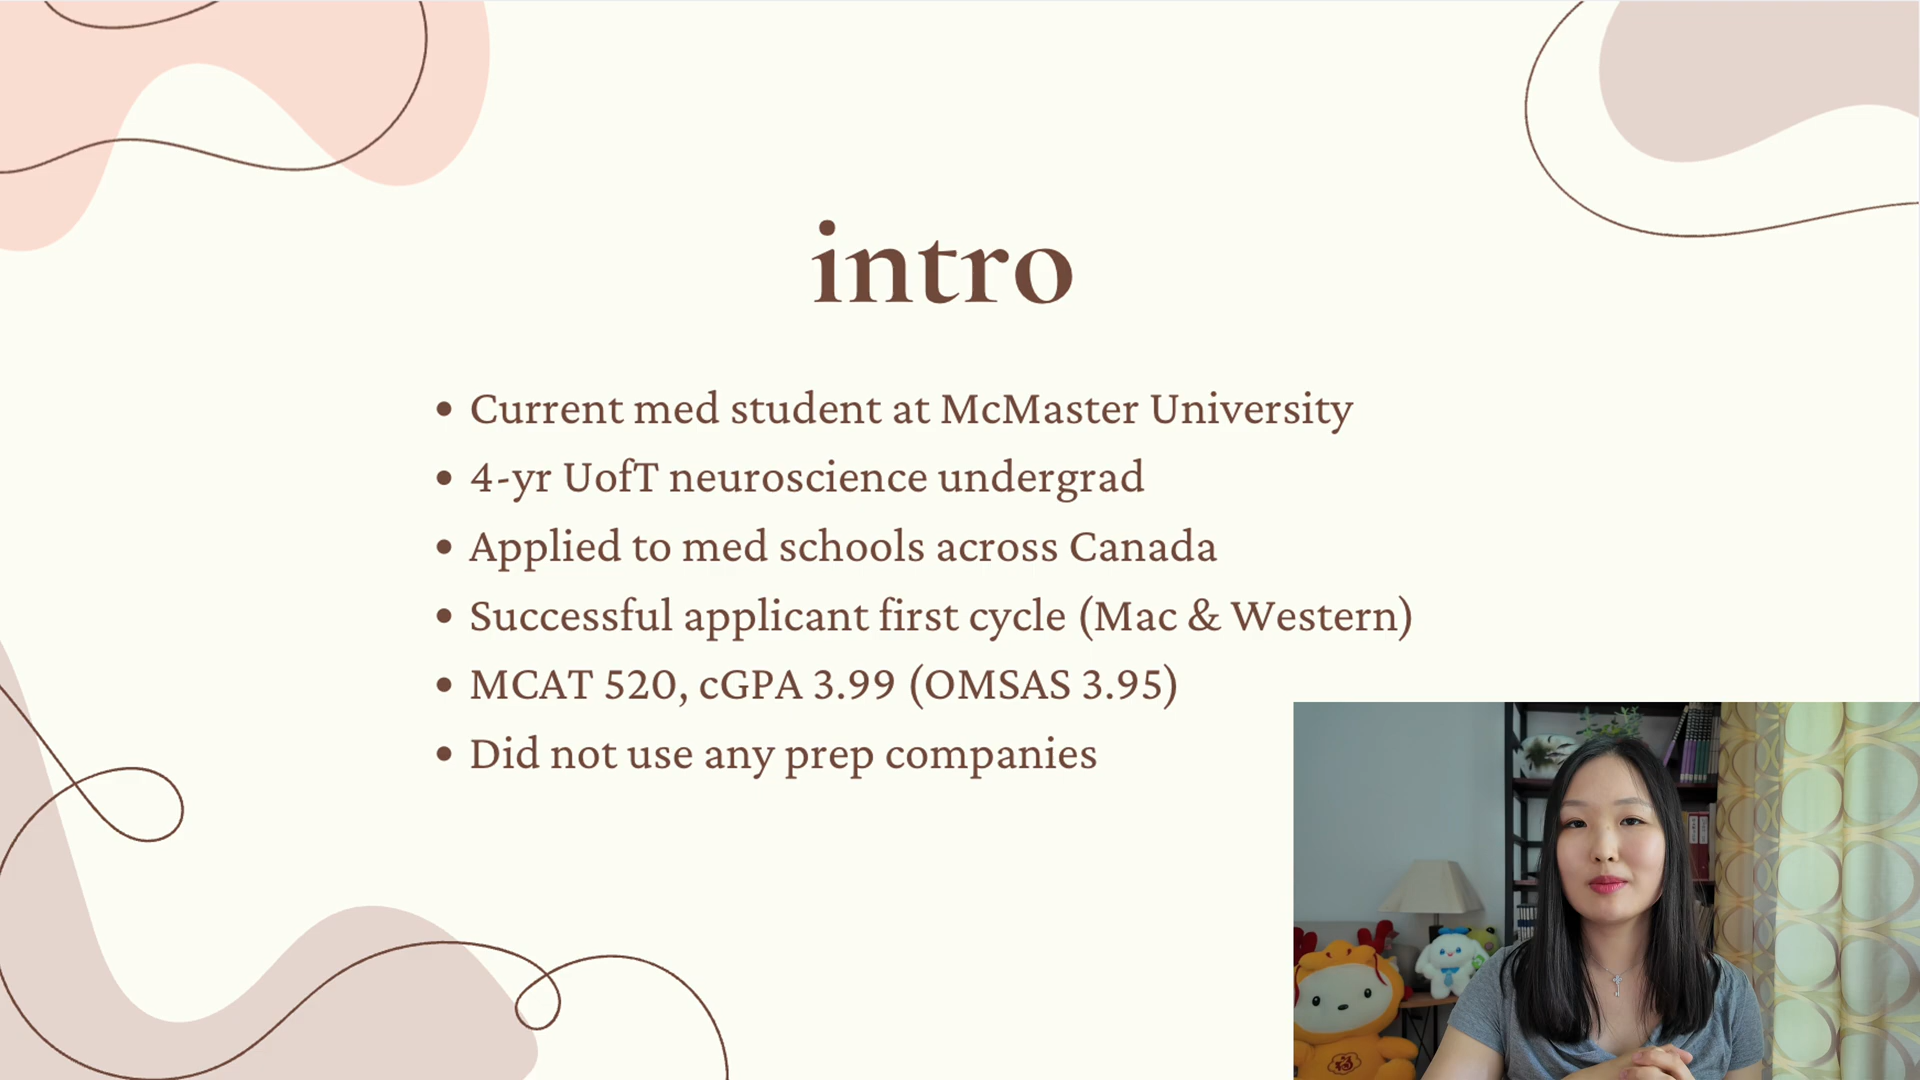 intro
• Current med student at McMaster University
• 4-yr UofT neuroscience undergrad
• Applied to med schools across Canada
• Successful applicant first cycle (Mac & Western)
• MCAT 520, cGPA 3.99 (OMSAS 3.95)
• Did not use any prep companies